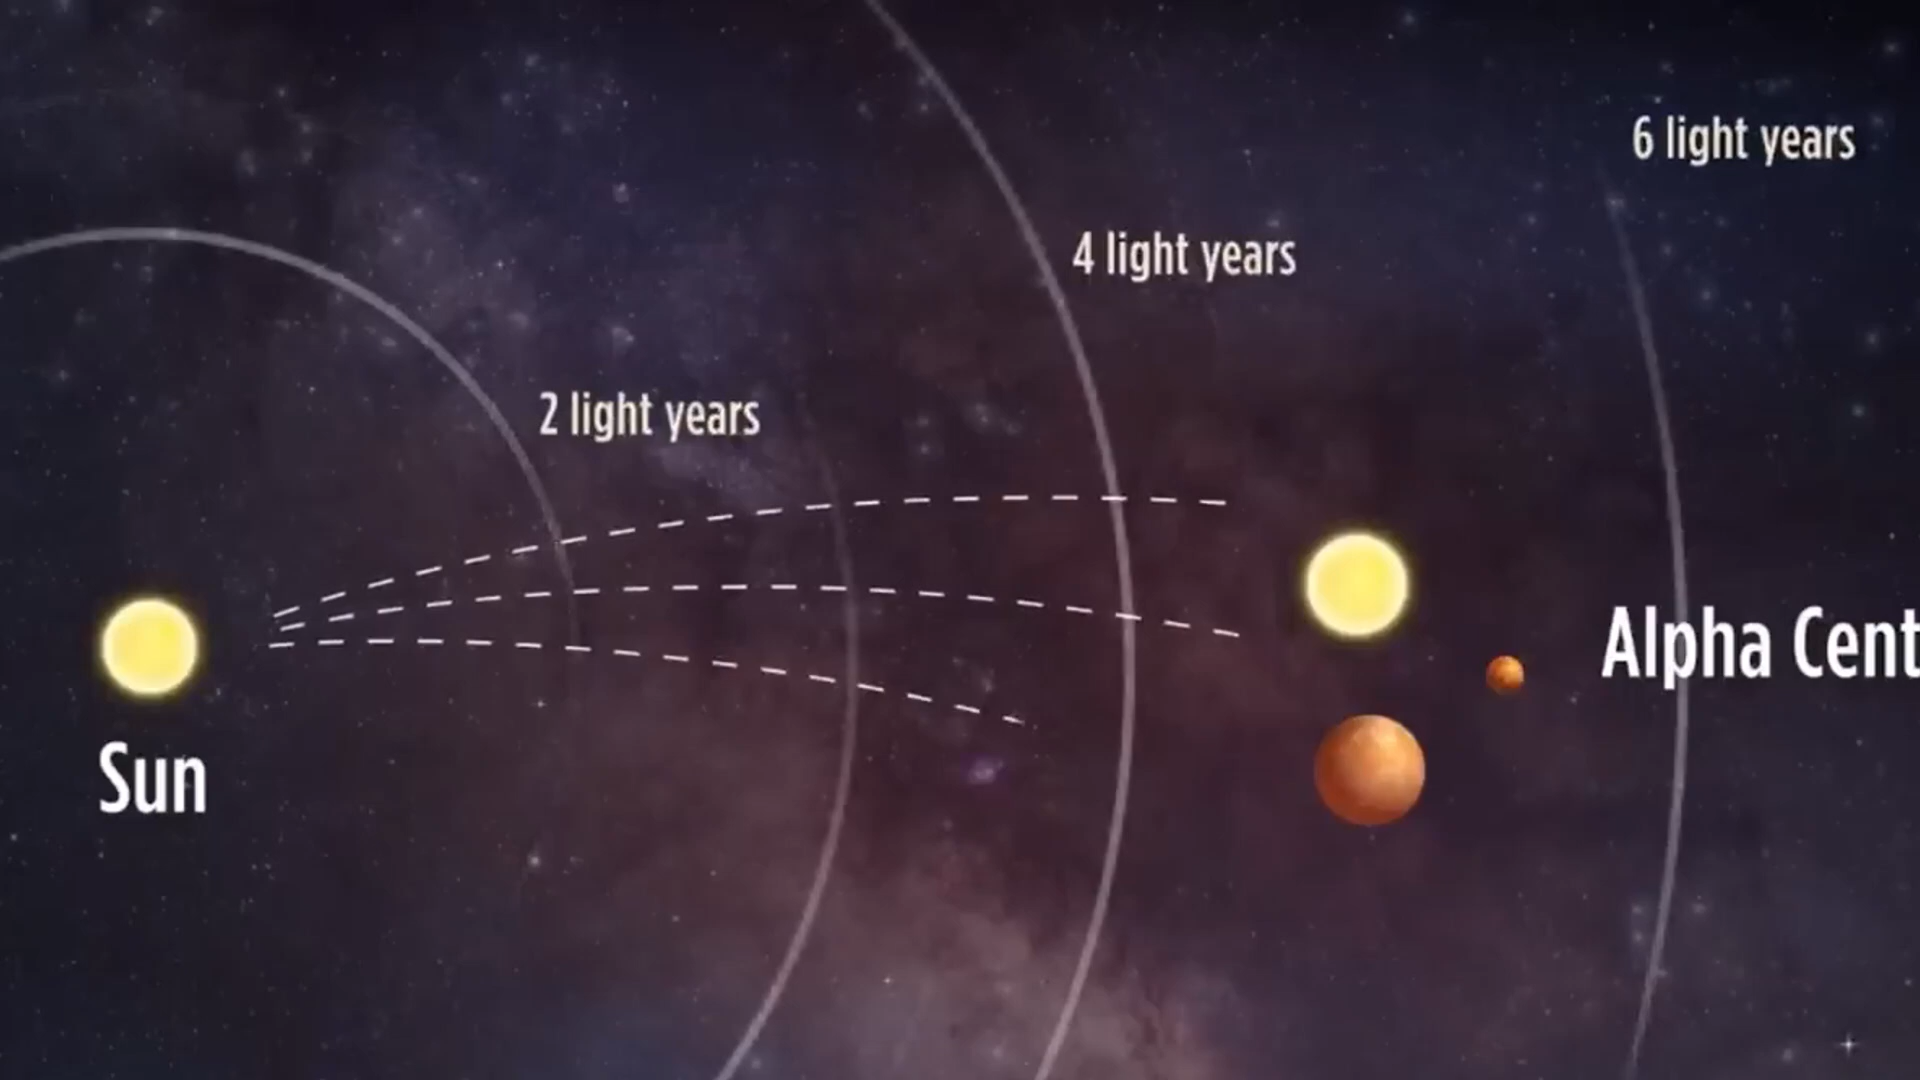 6 light years
4 light years
2 light years
Alpha Cent
Sun